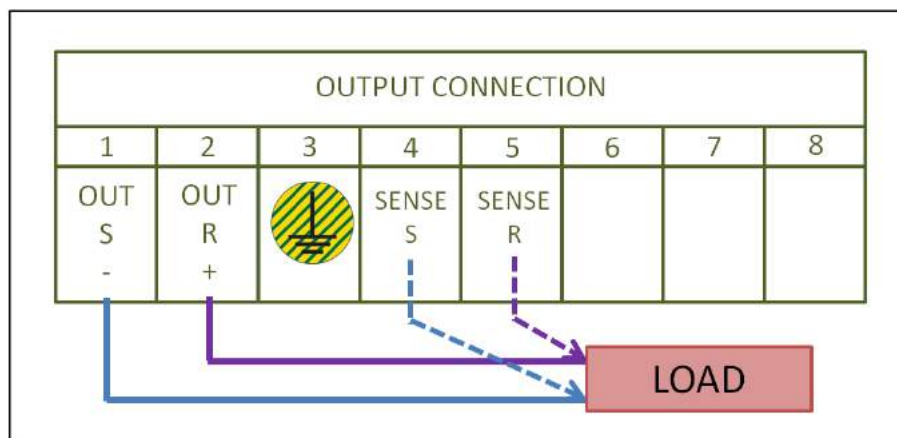 OUTPUT CONNECTION
1 2 3 4 5 6 7 8
OUT OUT SENSE SENSE
S R S R
- +
LOAD